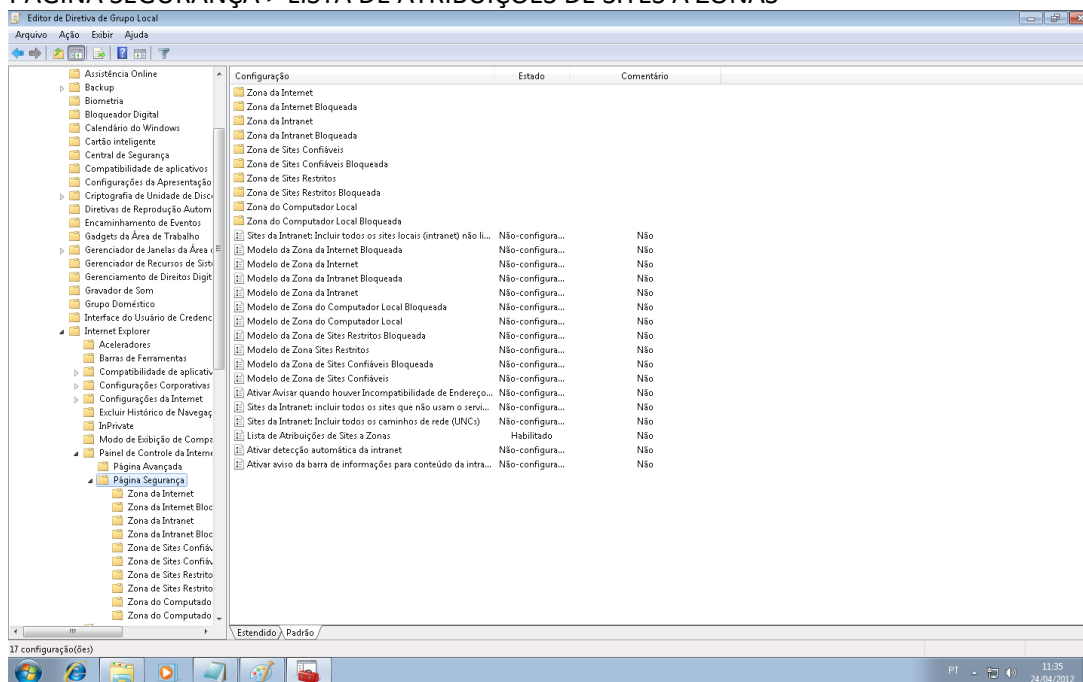 PÁGINA SEGURANÇA > LISTA DE ATRIBUIÇÕES DE SITES A ZONAS
Editor de Diretiva de Grupo Local
Arquivo Ação Exibir Ajuda
Assistência Online
Backup
Biometria
Bloqueador Digital
Calendário do Windows
Cartão inteligente
Central de Segurança
Compatibilidade de aplicativos
Configurações da Apresentação
Criptografia de Unidade de Disc
Diretivas de Reprodução Autom
Encaminhamento de Eventos
Gadgets da Área de Trabalho
Gerenciador de Janelas da Área
Gerenciador de Recursos de Sist
Gerenciamento de Direitos Digit
Gravador de Som
Grupo Doméstico
Interface do Usuário de Credenc
Internet Explorer
Aceleradores
Barras de Ferramentas
Compatibilidade de aplicativ
Configurações Corporativas
Configurações da Internet
Excluir Histórico de Navegaç
InPrivate
Modo de Exibição de Compa
Painel de Controle da Interne
Página Avançada
Página Segurança
Zona da Internet
Zona da Internet Bloc
Zona da Intranet
Zona da Intranet Bloc
Zona de Sites Confiáv
Zona de Sites Confiáv
Zona de Sites Restrito
Zona de Sites Restrito
Zona do Computado
Zona do Computado
Configuração Estado Comentário
Zona da Internet
Zona da Internet Bloqueada
Zona da Intranet
Zona da Intranet Bloqueada
Zona de Sites Confiáveis
Zona de Sites Confiáveis Bloqueada
Zona de Sites Restritos
Zona de Sites Restritos Bloqueada
Zona do Computador Local
Zona do Computador Local Bloqueada
Sites da Intranet: Incluir todos os sites locais (intranet) não li... Não-configura... Não
Modelo da Zona da Internet Bloqueada Não-configura... Não
Modelo de Zona da Internet Não-configura... Não
Modelo da Zona da Intranet Bloqueada Não-configura... Não
Modelo de Zona da Intranet Não-configura... Não
Modelo de Zona do Computador Local Bloqueada Não-configura... Não
Modelo de Zona do Computador Local Não-configura... Não
Modelo da Zona de Sites Restritos Bloqueada Não-configura... Não
Modelo de Zona Sites Restritos Não-configura... Não
Modelo de Zona de Sites Confiáveis Bloqueada Não-configura... Não
Modelo de Zona de Sites Confiáveis Não-configura... Não
Ativar Avisar quando houver Incompatibilidade de Endereço... Não-configura... Não
Sites da Intranet: incluir todos os sites que não usam o servi... Não-configura... Não
Sites da Intranet: Incluir todos os caminhos de rede (UNCs) Não-configura... Não
Lista de Atribuições de Sites a Zonas Habilitado Não
Ativar detecção automática da intranet Não-configura... Não
Ativar aviso da barra de informações para conteúdo da intra... Não-configura... Não
Estendido Padrão
17 configuração(ões)
PT 11:35
24/04/2012